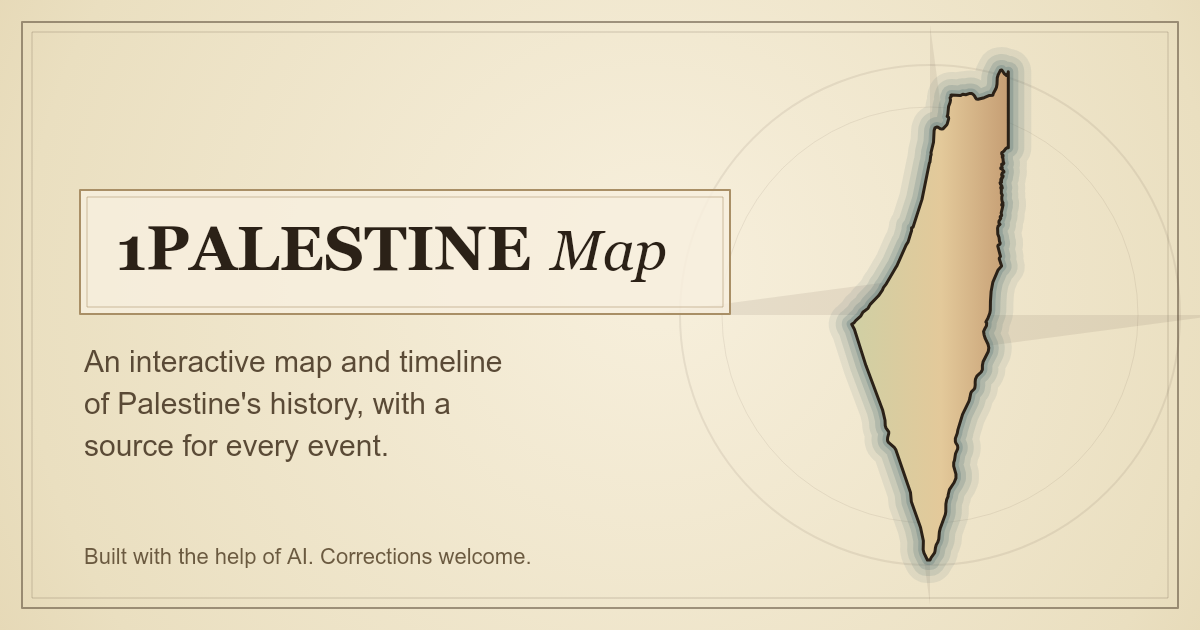 1PALESTINE Map
An interactive map and timeline
of Palestine's history, with a
source for every event.
Built with the help of AI. Corrections welcome.